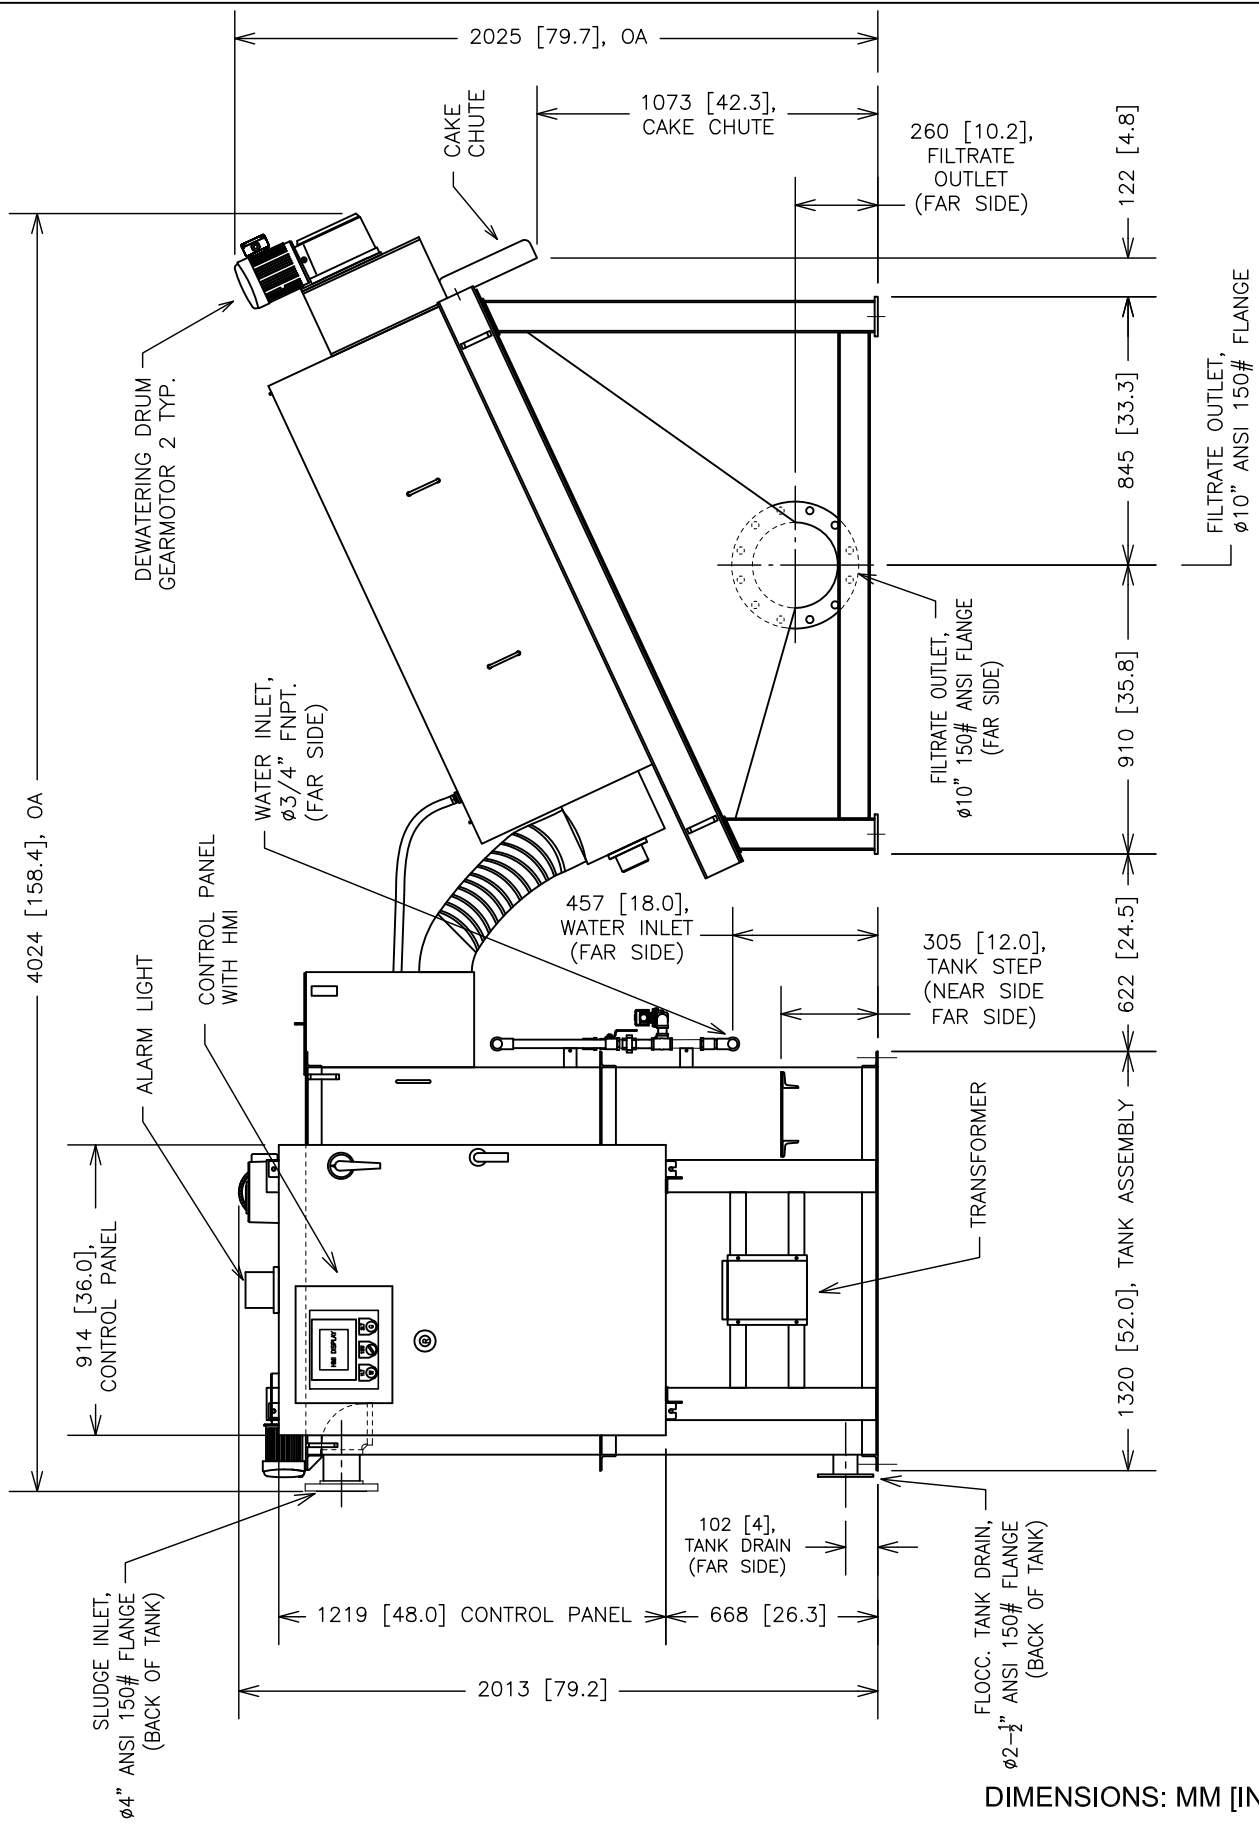 2025 [79.7], OA
1073 [42.3],
CAKE CHUTE
CAKE
CHUTE
260 [10.2],
FILTRATE
OUTLET
(FAR SIDE)
122 [4.8]
845 [33.3]
FILTRATE OUTLET,
ø10" ANSI 150# FLANGE
910 [35.8]
FILTRATE OUTLET,
ø10" 150# ANSI FLANGE
(FAR SIDE)
DEWATERING DRUM
GEARMOTOR 2 TYP.
4024 [158.4], OA
WATER INLET,
ø3/4" FNPT.
(FAR SIDE)
CONTROL PANEL
WITH HMI
ALARM LIGHT
457 [18.0],
WATER INLET
(FAR SIDE)
305 [12.0],
TANK STEP
(NEAR SIDE
FAR SIDE)
622 [24.5]
914 [36.0],
CONTROL PANEL
HMI DISPLAY
R
TRANSFORMER
1320 [52.0], TANK ASSEMBLY
102 [4],
TANK DRAIN
(FAR SIDE)
1219 [48.0] CONTROL PANEL
668 [26.3]
2013 [79.2]
SLUDGE INLET,
ø4" ANSI 150# FLANGE
(BACK OF TANK)
FLOCC. TANK DRAIN,
ø2-½" ANSI 150# FLANGE
(BACK OF TANK)
DIMENSIONS: MM [IN